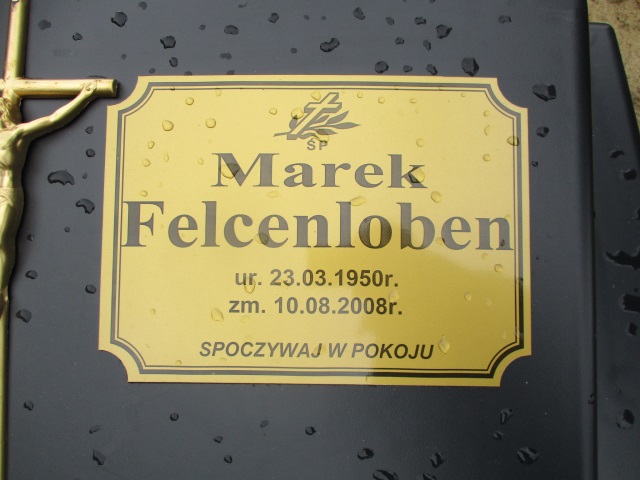 ŚP
Marek
Felcenloben
ur. 23.03.1950r.
zm. 10.08.2008r.
SPOCZYWAJ W POKOJU